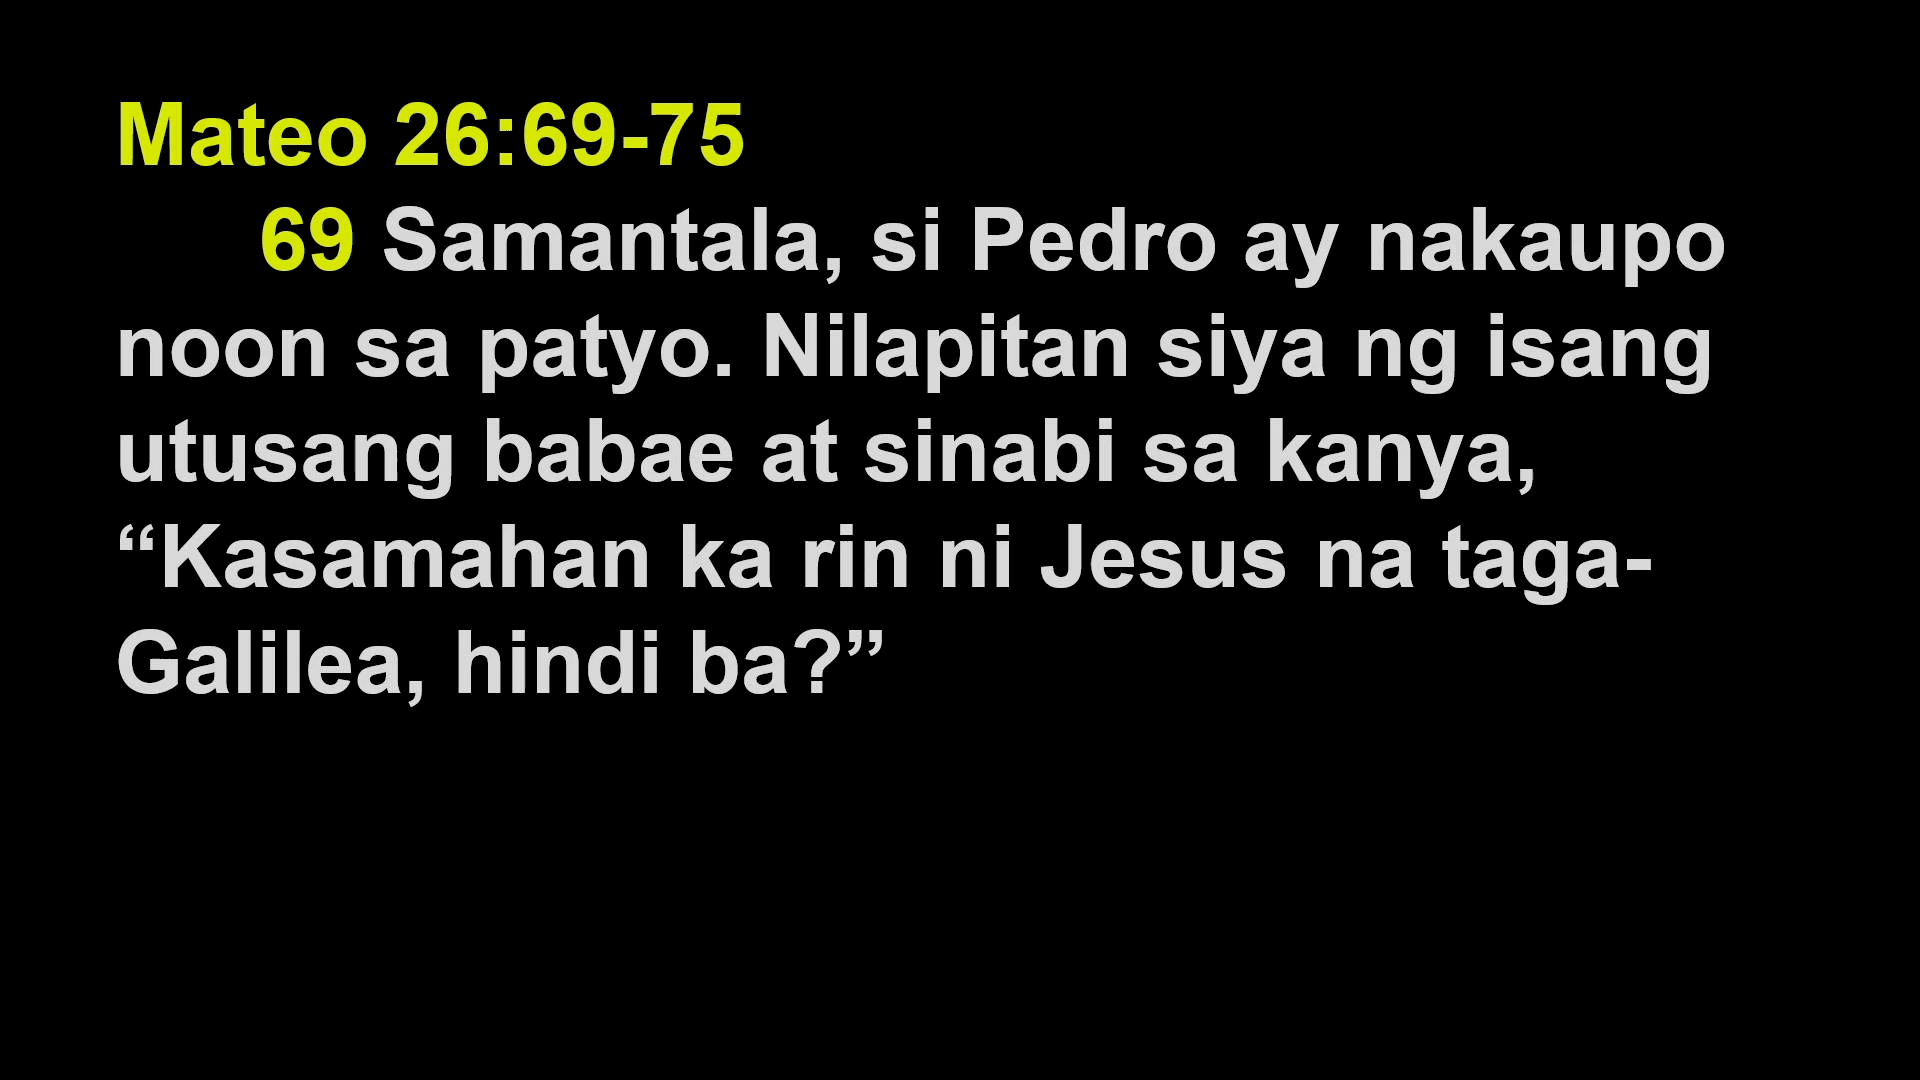 Mateo 26:69-75
69 Samantala, si Pedro ay nakaupo
noon sa patyo. Nilapitan siya ng isang
utusang babae at sinabi sa kanya,
“Kasamahan ka rin ni Jesus na taga-
Galilea, hindi ba?”